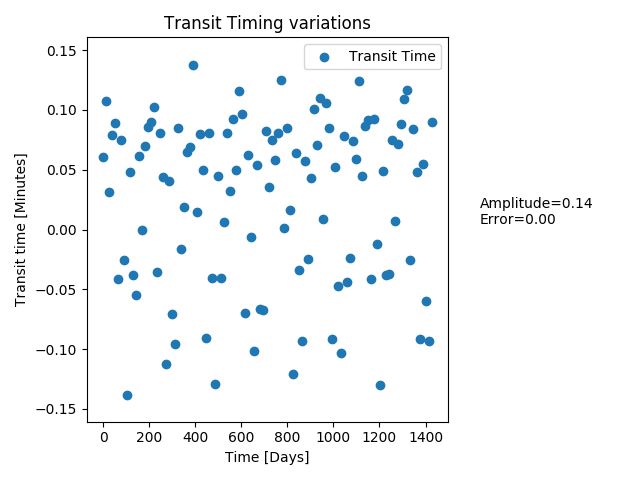 Transit Timing variations
Transit Time
0.15
0.10
0.05
0.00
−0.05
−0.10
−0.15
Transit time [Minutes]
Amplitude=0.14
Error=0.00
0 200 400 600 800 1000 1200 1400
Time [Days]